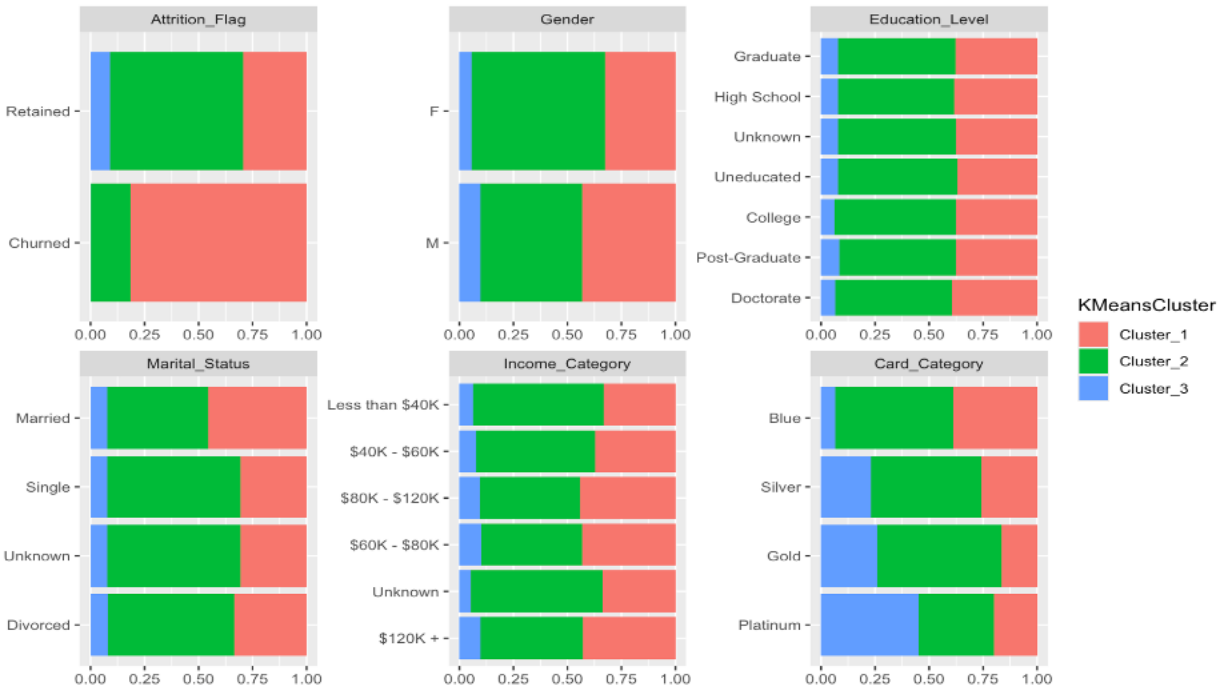 Attrition_Flag
Retained
Churned
0.00 0.25 0.50 0.75 1.00
Gender
F
M
0.00 0.25 0.50 0.75 1.00
Education_Level
Graduate
High School
Unknown
Uneducated
College
Post-Graduate
Doctorate
0.00 0.25 0.50 0.75 1.00
Marital_Status
Married
Single
Unknown
Divorced
0.00 0.25 0.50 0.75 1.00
Income_Category
Less than $40K
$40K - $60K
$80K - $120K
$60K - $80K
Unknown
$120K +
0.00 0.25 0.50 0.75 1.00
Card_Category
Blue
Silver
Gold
Platinum
0.00 0.25 0.50 0.75 1.00
KMeansCluster
Cluster_1
Cluster_2
Cluster_3